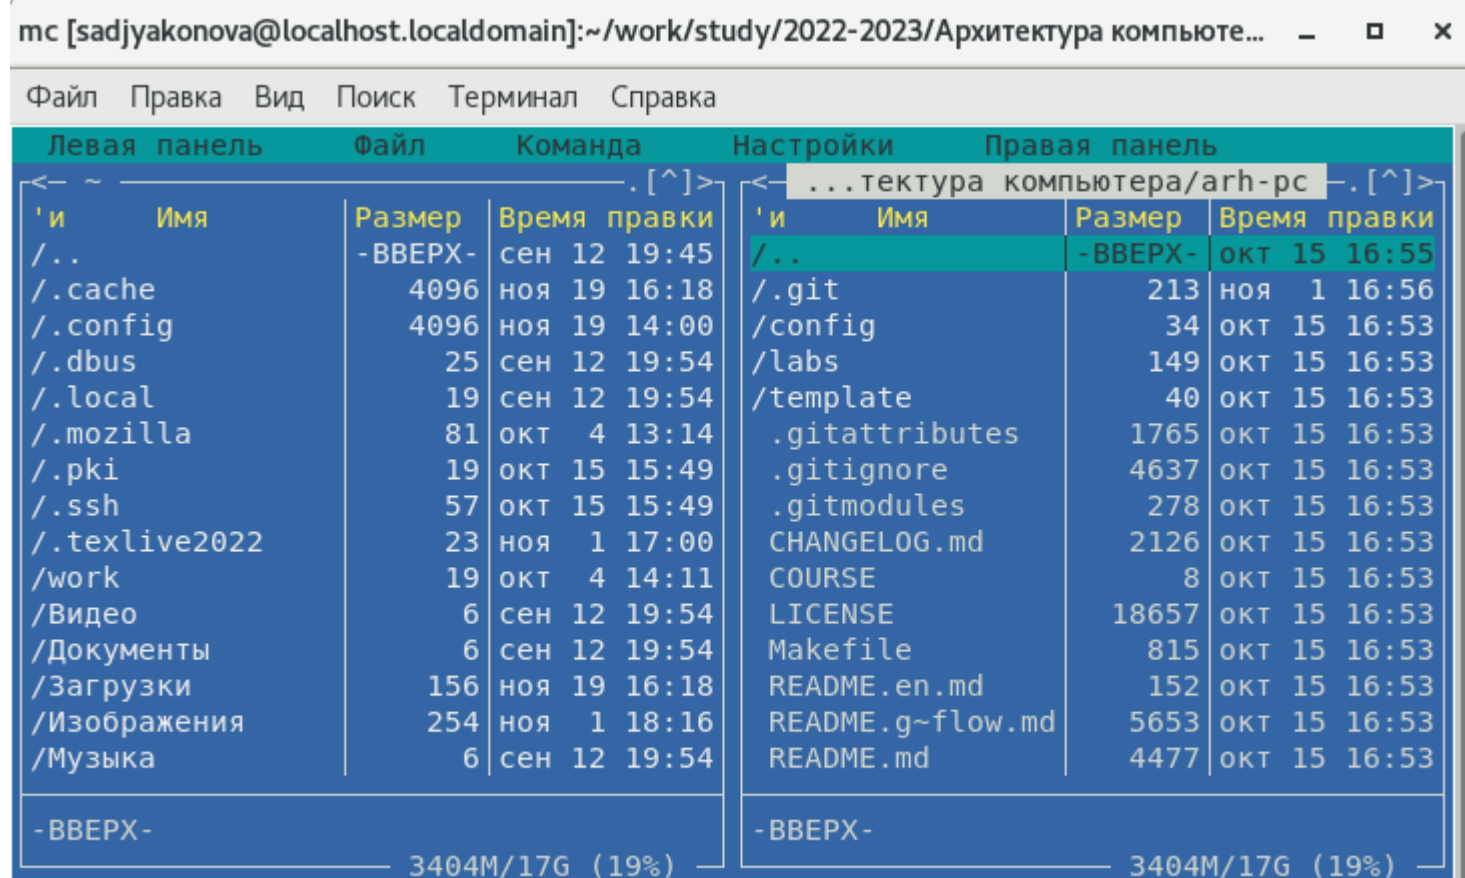 mc [sadjyakonova@localhost.localdomain]:~/work/study/2022-2023/Архитектура компьюте...
Файл Правка Вид Поиск Терминал Справка
Левая панель Файл Команда Настройки Правая панель
<— ~ .[^]>
'и Имя Размер Время правки
/.. -ВВЕРХ- сен 12 19:45
/.cache 4096 ноя 19 16:18
/.config 4096 ноя 19 14:00
/.dbus 25 сен 12 19:54
/.local 19 сен 12 19:54
/.mozilla 81 окт 4 13:14
/.pki 19 окт 15 15:49
/.ssh 57 окт 15 15:49
/.texlive2022 23 ноя 1 17:00
/work 19 окт 4 14:11
/Видео 6 сен 12 19:54
/Документы 6 сен 12 19:54
/Загрузки 156 ноя 19 16:18
/Изображения 254 ноя 1 18:16
/Музыка 6 сен 12 19:54
-ВВЕРХ-
3404M/17G (19%)
<— ...тектура компьютера/arh-pc .[^]>
'и Имя Размер Время правки
/.. -ВВЕРХ- окт 15 16:55
/.git 213 ноя 1 16:56
/config 34 окт 15 16:53
/labs 149 окт 15 16:53
/template 40 окт 15 16:53
.gitattributes 1765 окт 15 16:53
.gitignore 4637 окт 15 16:53
.gitmodules 278 окт 15 16:53
CHANGELOG.md 2126 окт 15 16:53
COURSE 8 окт 15 16:53
LICENSE 18657 окт 15 16:53
Makefile 815 окт 15 16:53
README.en.md 152 окт 15 16:53
README.g~flow.md 5653 окт 15 16:53
README.md 4477 окт 15 16:53
-ВВЕРХ-
3404M/17G (19%)